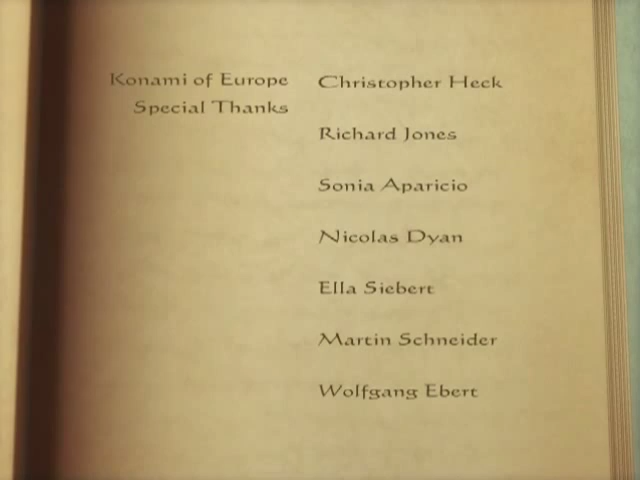 Konami of Europe
Special Thanks
Christopher Heck
Richard Jones
Sonia Aparicio
Nicolas Dyan
Ella Siebert
Martin Schneider
Wolfgang Ebert